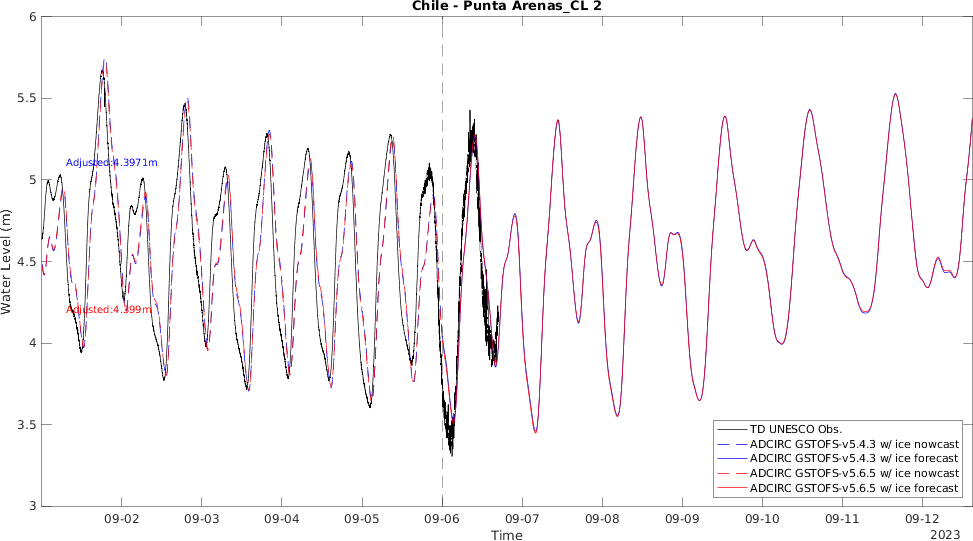 Chile - Punta Arenas_CL 2
6
5.5
5
4.5
4
3.5
3
Water Level (m)
Adjusted:4.3971m
Adjusted:4.399m
TD UNESCO Obs.
ADCIRC GSTOFS-v5.4.3 w/ ice nowcast
ADCIRC GSTOFS-v5.4.3 w/ ice forecast
ADCIRC GSTOFS-v5.6.5 w/ ice nowcast
ADCIRC GSTOFS-v5.6.5 w/ ice forecast
09-02 09-03 09-04 09-05 09-06 09-07 09-08 09-09 09-10 09-11 09-12
2023
Time